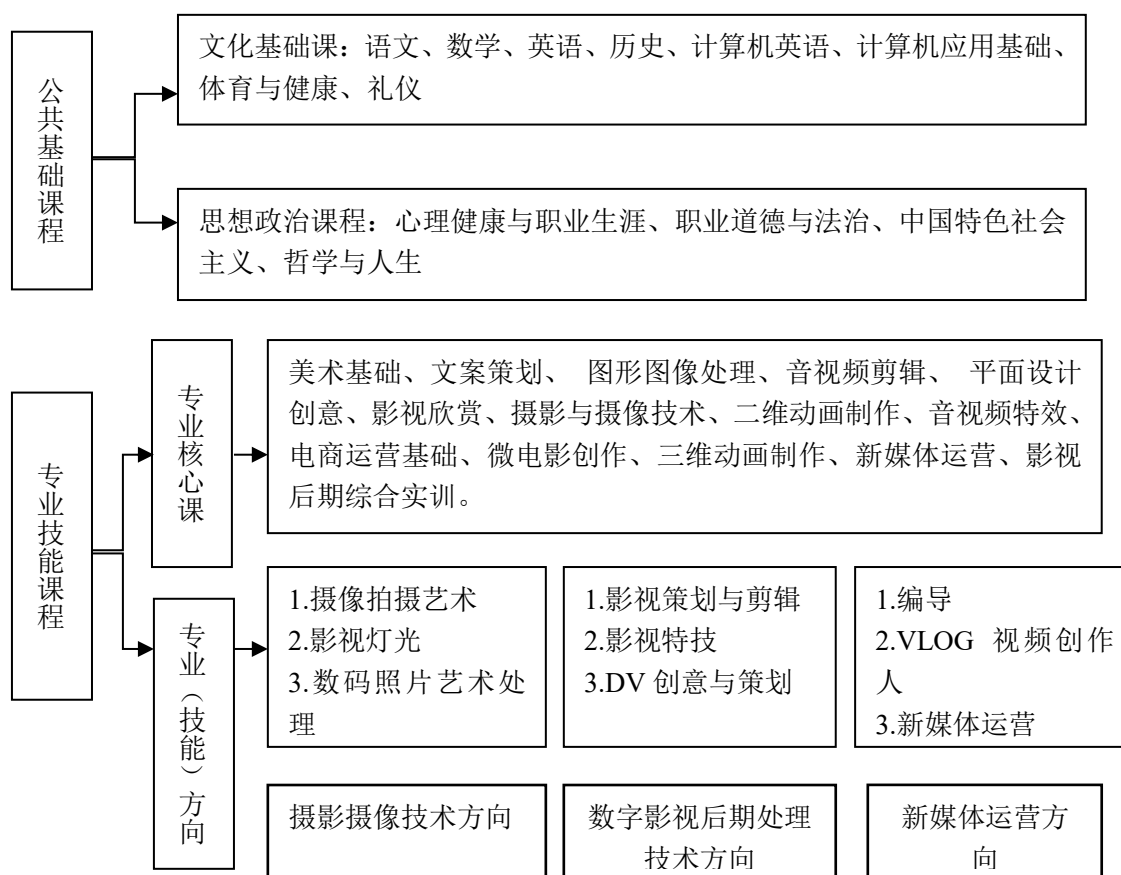 公共基础课程
文化基础课：语文、数学、英语、历史、计算机英语、计算机应用基础、
体育与健康、礼仪
思想政治课程：心理健康与职业生涯、职业道德与法治、中国特色社会
主义、哲学与人生
专业技能课程
专业核心课
美术基础、文案策划、 图形图像处理、音视频剪辑、 平面设计
创意、影视欣赏、摄影与摄像技术、二维动画制作、音视频特效、
电商运营基础、微电影创作、三维动画制作、新媒体运营、影视
后期综合实训。
专业（技能）方向
1.摄像拍摄艺术
2.影视灯光
3.数码照片艺术处
理
1.影视策划与剪辑
2.影视特技
3.DV 创意与策划
1.编导
2.VLOG 视频创作
人
3.新媒体运营
摄影摄像技术方向
数字影视后期处理
技术方向
新媒体运营方
向